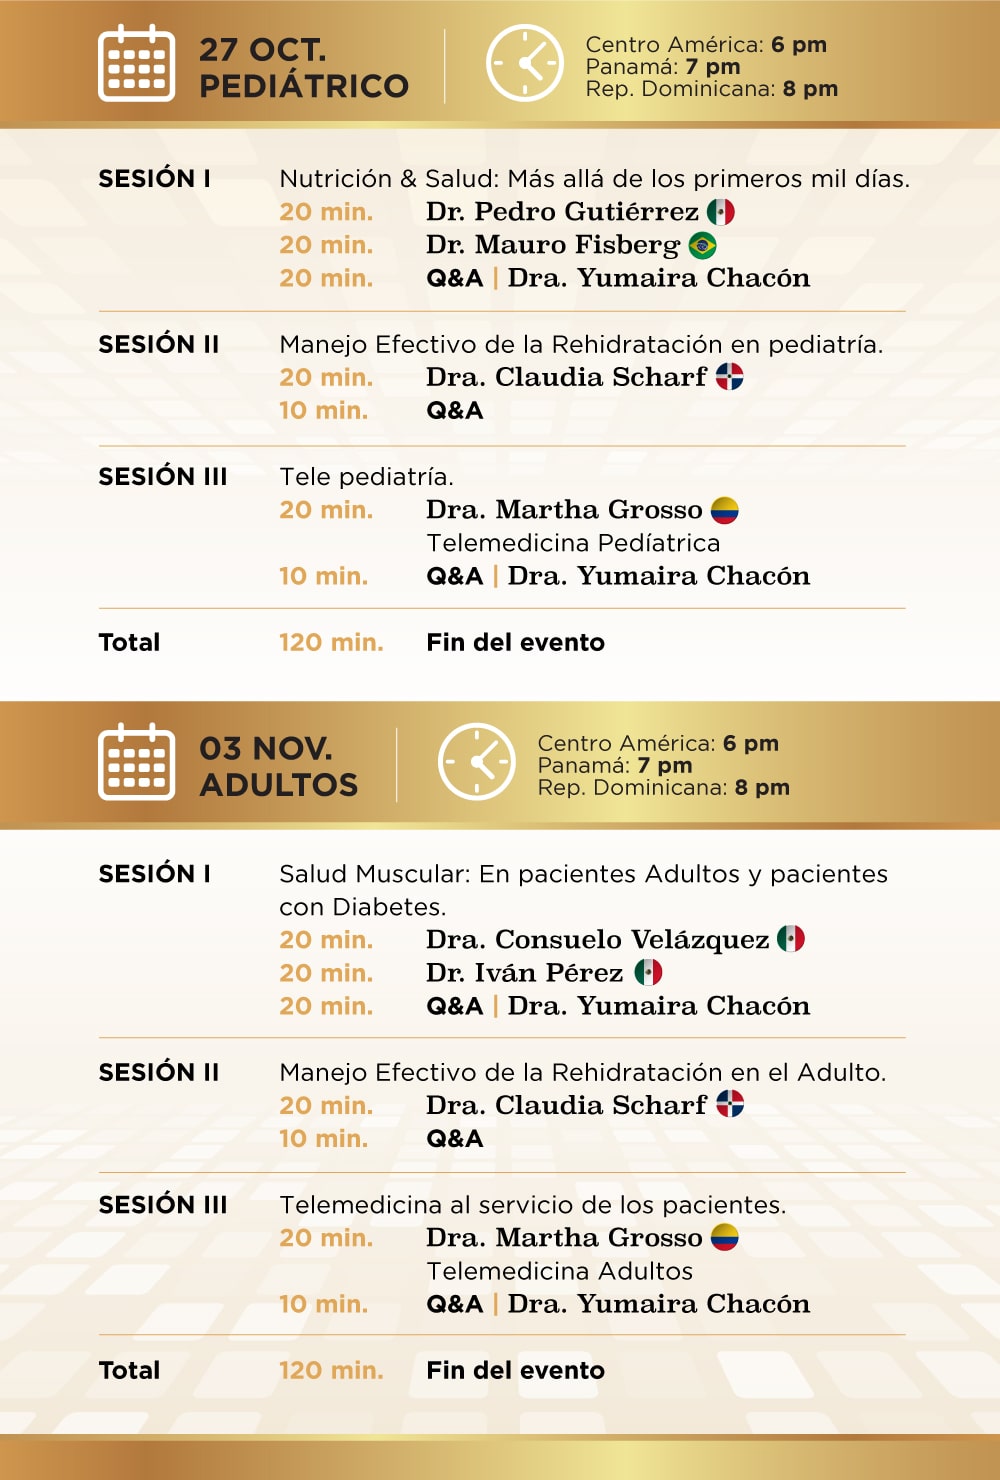 27 OCT.
PEDIÁTRICO
Centro América: 6 pm
Panamá: 7 pm
Rep. Dominicana: 8 pm
SESIÓN I Nutrición & Salud: Más allá de los primeros mil días.
20 min. Dr. Pedro Gutiérrez
20 min. Dr. Mauro Fisberg
20 min. Q&A | Dra. Yumaira Chacón
SESIÓN II Manejo Efectivo de la Rehidratación en pediatría.
20 min. Dra. Claudia Scharf
10 min. Q&A
SESIÓN III Tele pediatría.
20 min. Dra. Martha Grosso
Telemedicina Pedíatrica
10 min. Q&A | Dra. Yumaira Chacón
Total 120 min. Fin del evento
03 NOV.
ADULTOS
Centro América: 6 pm
Panamá: 7 pm
Rep. Dominicana: 8 pm
SESIÓN I Salud Muscular: En pacientes Adultos y pacientes
con Diabetes.
20 min. Dra. Consuelo Velázquez
20 min. Dr. Iván Pérez
20 min. Q&A | Dra. Yumaira Chacón
SESIÓN II Manejo Efectivo de la Rehidratación en el Adulto.
20 min. Dra. Claudia Scharf
10 min. Q&A
SESIÓN III Telemedicina al servicio de los pacientes.
20 min. Dra. Martha Grosso
Telemedicina Adultos
10 min. Q&A | Dra. Yumaira Chacón
Total 120 min. Fin del evento